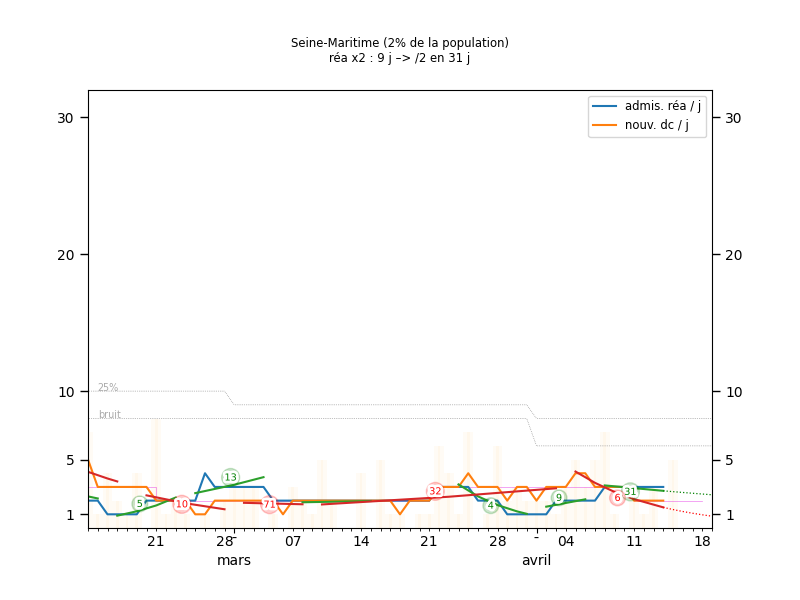 Seine-Maritime (2% de la population)
réa x2 : 9 j –> /2 en 31 j
admis. réa / j
nouv. dc / j
30 30
20 20
10 10
25%
bruit
5 5
13
32
31
5 10 71 4 9 6
1 1
21 28 07 14 21 28 04 11 18
mars avril